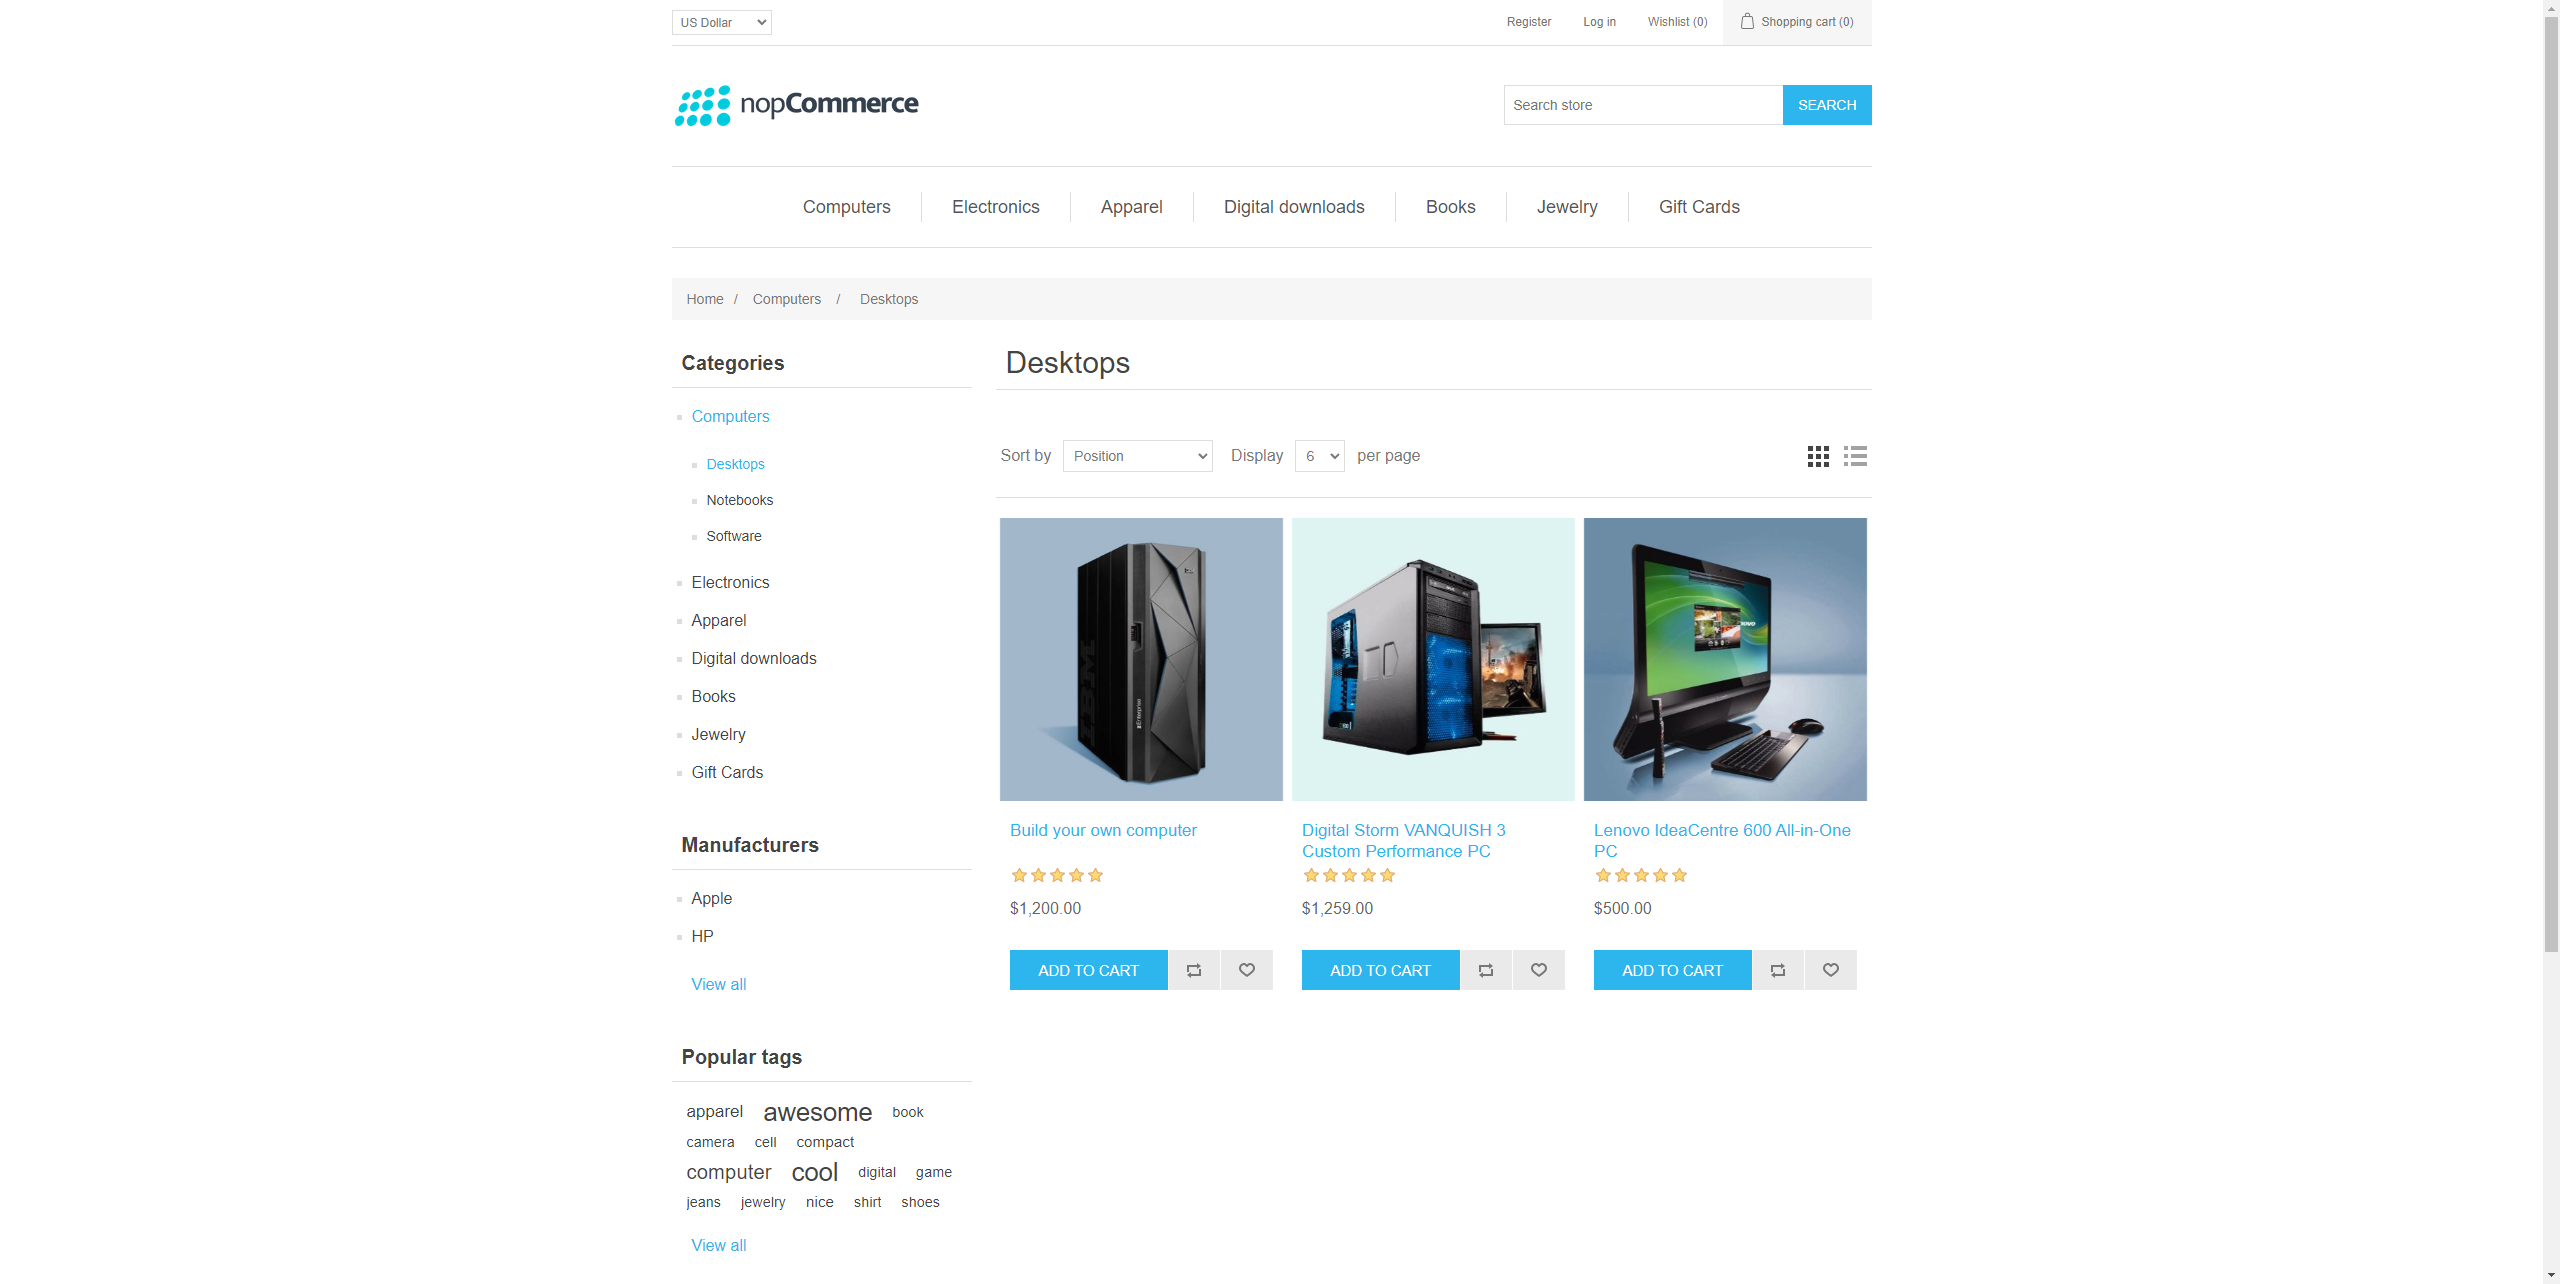 US Dollar
Register Log in Wishlist (0) Shopping cart (0)
nopCommerce
Search store SEARCH
Computers Electronics Apparel Digital downloads Books Jewelry Gift Cards
Home / Computers / Desktops
Categories
Computers
Desktops
Notebooks
Software
Electronics
Apparel
Digital downloads
Books
Jewelry
Gift Cards
Manufacturers
Apple
HP
View all
Popular tags
apparel awesome book
camera cell compact
computer cool digital game
jeans jewelry nice shirt shoes
View all
Desktops
Sort by Position Display 6 per page
IBM
Build your own computer
$1,200.00
ADD TO CART
Digital Storm VANQUISH 3
Custom Performance PC
$1,259.00
ADD TO CART
Lenovo IdeaCentre 600 All-in-One
PC
$500.00
ADD TO CART